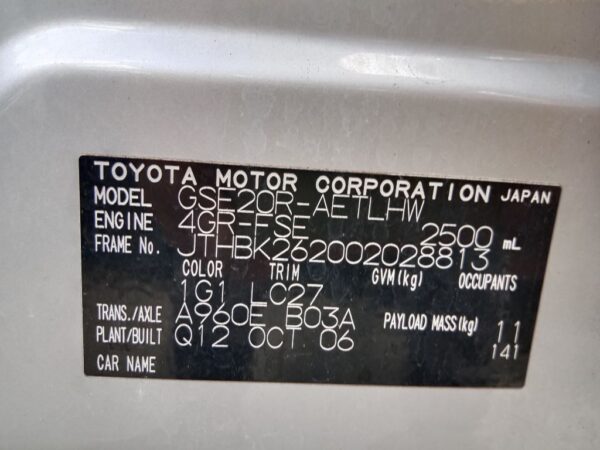 TOYOTA MOTOR CORPORATION JAPAN
MODEL GSE20R-AETLHW
ENGINE 4GR-FSE 2500 mL
FRAME No. JTHBK262002028813
COLOR TRIM GVM(kg) OCCUPANTS
1G1 LC27
TRANS./AXLE A960E B03A PAYLOAD MASS(kg) 11
PLANT/BUILT Q12 OCT 06 141
CAR NAME